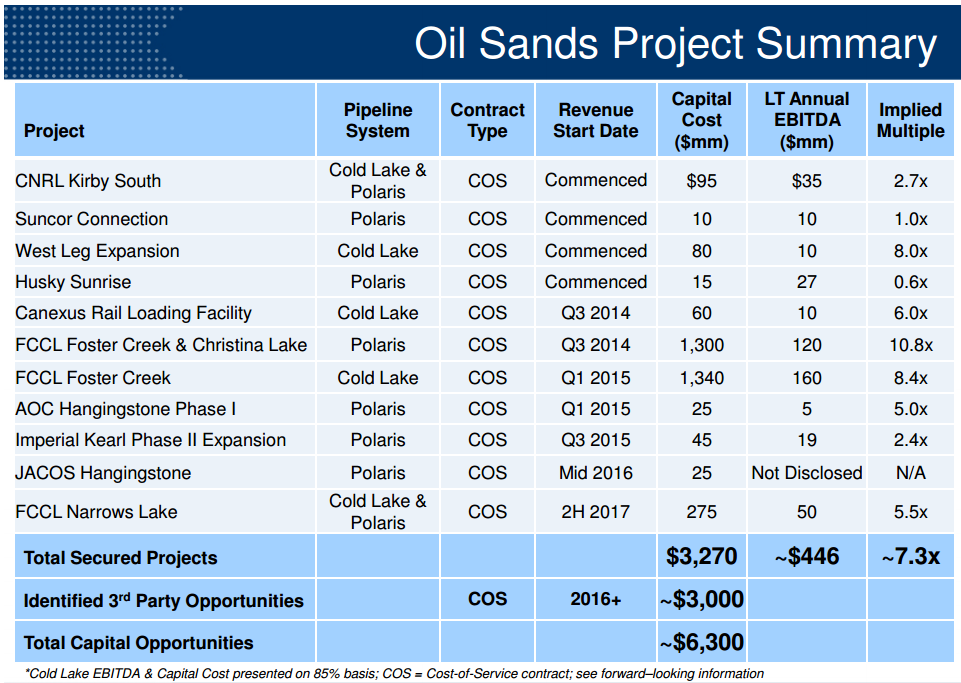 Oil Sands Project Summary
Project Pipeline System Contract Type Revenue Start Date Capital Cost ($mm) LT Annual EBITDA ($mm) Implied Multiple
CNRL Kirby South Cold Lake & Polaris COS Commenced $95 $35 2.7x
Suncor Connection Polaris COS Commenced 10 10 1.0x
West Leg Expansion Cold Lake COS Commenced 80 10 8.0x
Husky Sunrise Polaris COS Commenced 15 27 0.6x
Canexus Rail Loading Facility Cold Lake COS Q3 2014 60 10 6.0x
FCCL Foster Creek & Christina Lake Polaris COS Q3 2014 1,300 120 10.8x
FCCL Foster Creek Cold Lake COS Q1 2015 1,340 160 8.4x
AOC Hangingstone Phase I Polaris COS Q1 2015 25 5 5.0x
Imperial Kearl Phase II Expansion Polaris COS Q3 2015 45 19 2.4x
JACOS Hangingstone Polaris COS Mid 2016 25 Not Disclosed N/A
FCCL Narrows Lake Cold Lake & Polaris COS 2H 2017 275 50 5.5x
Total Secured Projects $3,270 ~$446 ~7.3x
Identified 3rd Party Opportunities COS 2016+ ~$3,000
Total Capital Opportunities ~$6,300
*Cold Lake EBITDA & Capital Cost presented on 85% basis; COS = Cost-of-Service contract; see forward–looking information